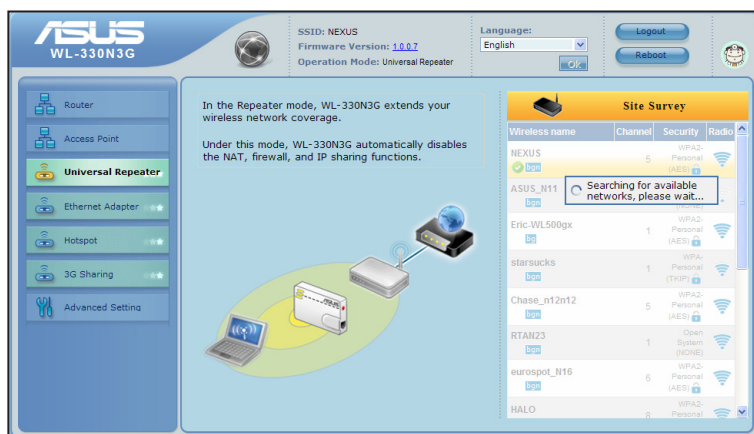 ASUS
WL-330N3G
SSID: NEXUS
Firmware Version: 1.0.0.7
Operation Mode: Universal Repeater
Language:
English
Ok
Logout
Reboot
Router
Access Point
Universal Repeater
Ethernet Adapter
Hotspot
3G Sharing
Advanced Setting
In the Repeater mode, WL-330N3G extends your
wireless network coverage.
Under this mode, WL-330N3G automatically disables
the NAT, firewall, and IP sharing functions.
Site Survey
Wireless name Channel Security Radio
NEXUS
bgn
5
WPA2-
Personal
(AES)
ASUS_N11
bgn
(NONE)
Searching for available
networks, please wait...
Eric-WL500gx
bg
1
WPA2-
Personal
(AES)
starsucks
bgn
1
WPA-
Personal
(TKIP)
Chase_n12n12
bgn
5
WPA2-
Personal
(AES)
RTAN23
bgn
1
Open
System
(NONE)
eurospot_N16
bgn
6
WPA2-
Personal
(AES)
HALO
8
WPA2-
Personal